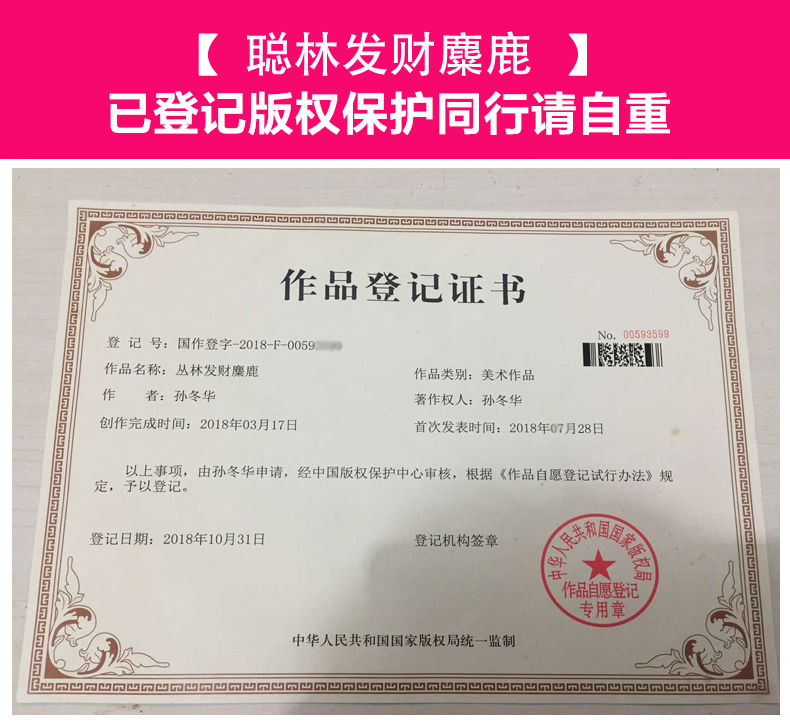 【 聪林发财麋鹿 】
已登记版权保护同行请自重
作品登记证书
No. 00593599
登 记 号：国作登字-2018-F-0059
作品名称：丛林发财麋鹿
作品类别：美术作品
作 者：孙冬华
著作权人：孙冬华
创作完成时间：2018年03月17日
首次发表时间：2018年07月28日
以上事项，由孙冬华申请，经中国版权保护中心审核，根据《作品自愿登记试行办法》规
定，予以登记。
登记日期：2018年10月31日
登记机构签章
中华人民共和国国家版权局
作品自愿登记
专用章
中华人民共和国国家版权局统一监制